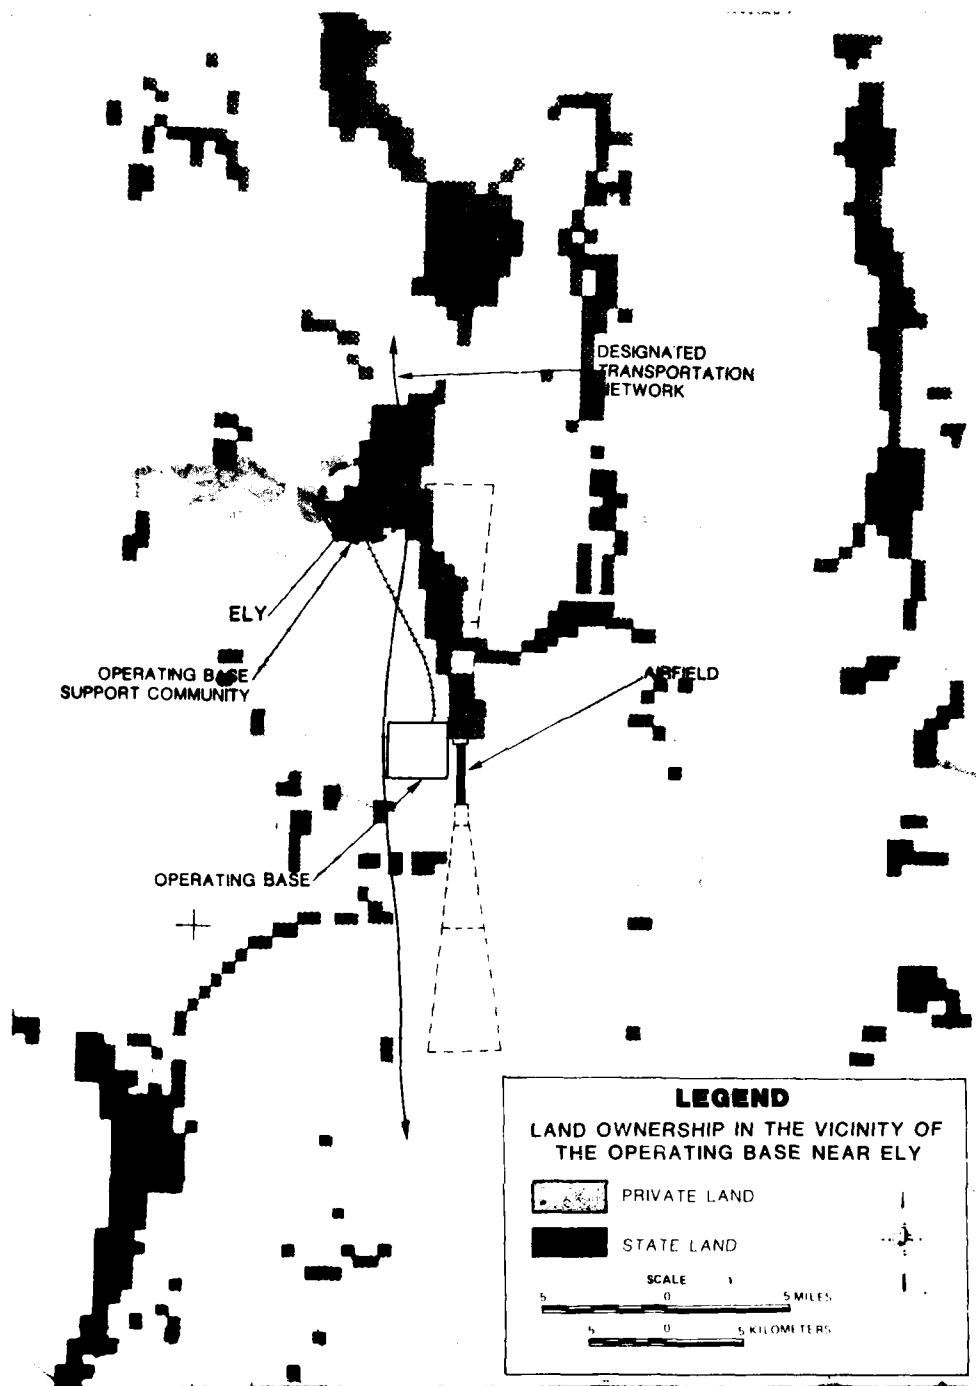 DESIGNATED
TRANSPORTATION
NETWORK
ELY
OPERATING BASE
SUPPORT COMMUNITY
AIRFIELD
OPERATING BASE
LEGEND
LAND OWNERSHIP IN THE VICINITY OF
THE OPERATING BASE NEAR ELY
PRIVATE LAND
STATE LAND
SCALE
5 0 5 MILES
5 0 5 KILOMETERS